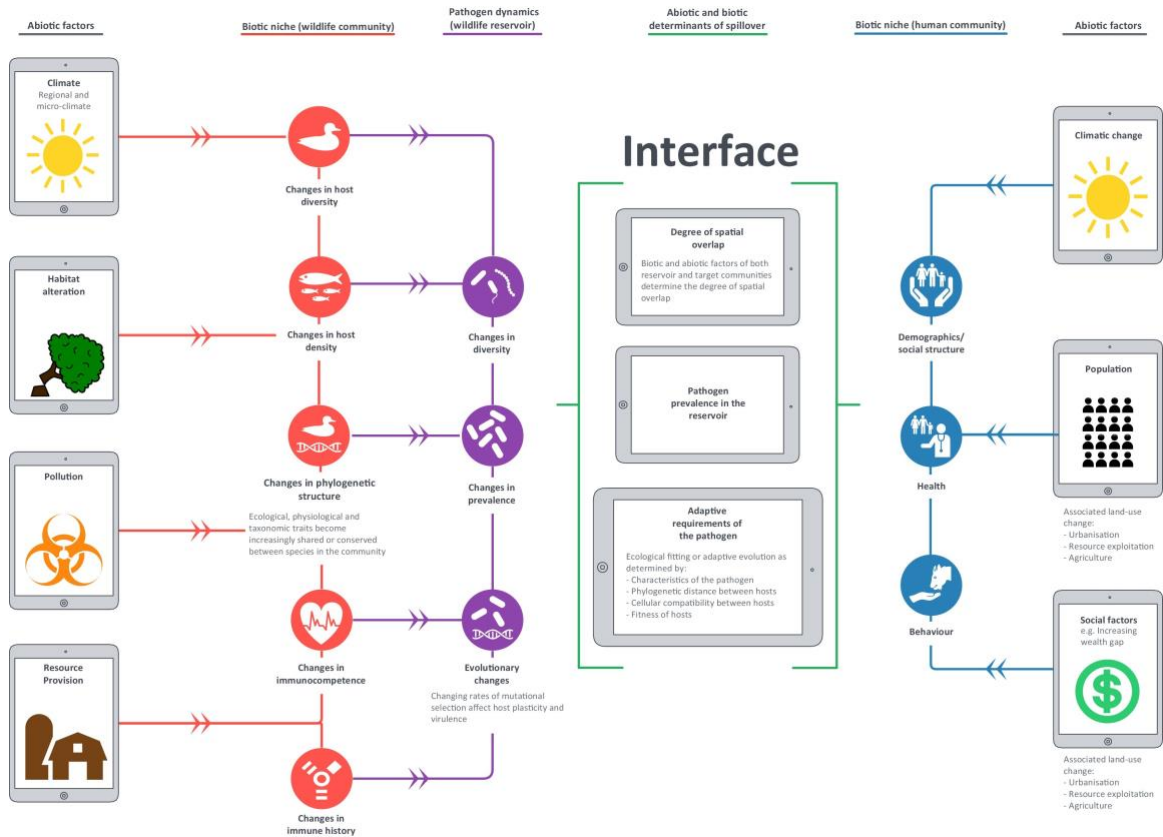 Abiotic factors
Biotic niche (wildlife community)
Pathogen dynamics
(wildlife reservoir)
Abiotic and biotic
determinants of spillover
Biotic niche (human community)
Abiotic factors
Climate
Regional and
micro-climate
Habitat
alteration
Pollution
Resource
Provision
Changes in host
diversity
Changes in host
density
Changes in phylogenetic
structure
Ecological, physiological and
taxonomic traits become
increasingly shared or conserved
between species in the community
Changes in
immunocompetence
Changes in
immune history
Changes in
diversity
Changes in
prevalence
Evolutionary
changes
Changing rates of mutational
selection affect host plasticity and
virulence
Interface
Degree of spatial
overlap
Biotic and abiotic factors of both
reservoir and target communities
determine the degree of spatial
overlap
Pathogen
prevalence in the
reservoir
Adaptive
requirements of
the pathogen
Ecological fitting or adaptive evolution as
determined by:
- Characteristics of the pathogen
- Phylogenetic distance between hosts
- Cellular compatibility between hosts
- Fitness of hosts
Demographics/
social structure
Health
Behaviour
Climatic change
Population
Associated land-use
change:
- Urbanisation
- Resource exploitation
- Agriculture
Social factors
e.g. Increasing
wealth gap
$
Associated land-use
change:
- Urbanisation
- Resource exploitation
- Agriculture